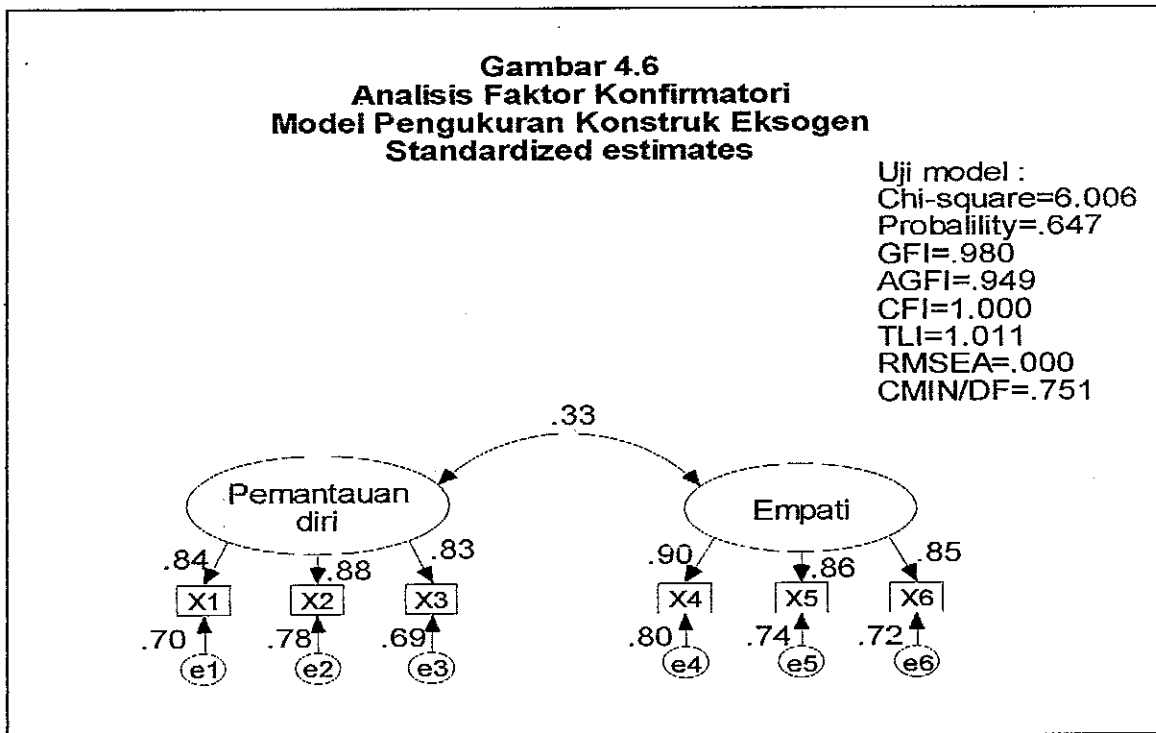 Gambar 4.6
Analisis Faktor Konfirmatori
Model Pengukuran Konstruk Eksogen
Standardized estimates
Uji model :
Chi-square=6.006
Probalility=.647
GFI=.980
AGFI=.949
CFI=1.000
TLI=1.011
RMSEA=.000
CMIN/DF=.751
.33
Pemantauan
diri
Empati
.84
.88
.83
.90
.86
.85
X1
X2
X3
X4
X5
X6
.70
.78
.69
.80
.74
.72
e1
e2
e3
e4
e5
e6